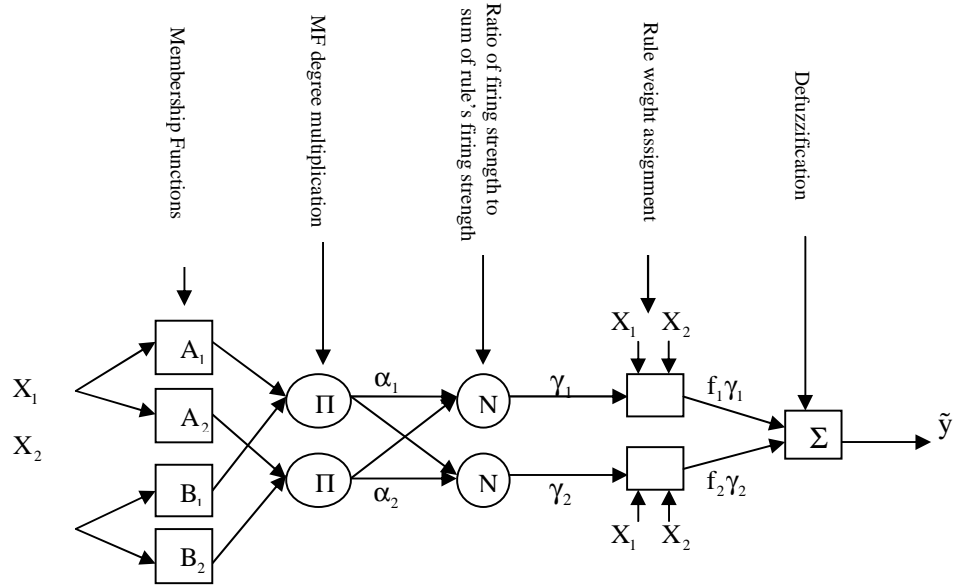 Membership Functions
MF degree multiplication
Ratio of firing strength to
sum of rule's firing strength
Rule weight assignment
Defuzzification
X₁ X₂
A₁
X₁
α₁
γ₁
f₁γ₁
Π
N
A₂
Σ
ỹ
X₂
B₁
Π
N
α₂
γ₂
f₂γ₂
X₁ X₂
B₂